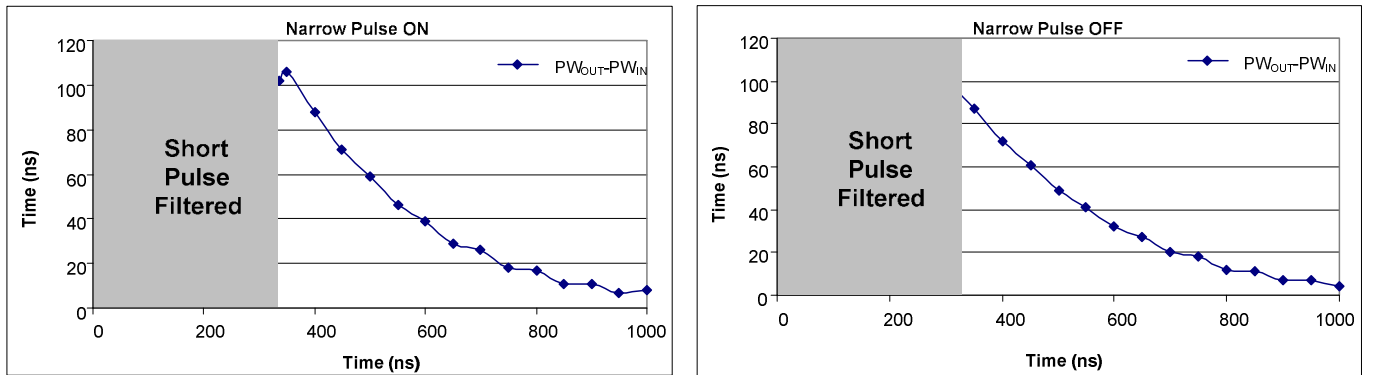 Narrow Pulse ON
120
100
80
60
40
20
0
Time (ns)
Short
Pulse
Filtered
PWOUT-PWIN
0 200 400 600 800 1000
Time (ns)
Narrow Pulse OFF
120
100
80
60
40
20
0
Time (ns)
Short
Pulse
Filtered
PWOUT-PWIN
0 200 400 600 800 1000
Time (ns)